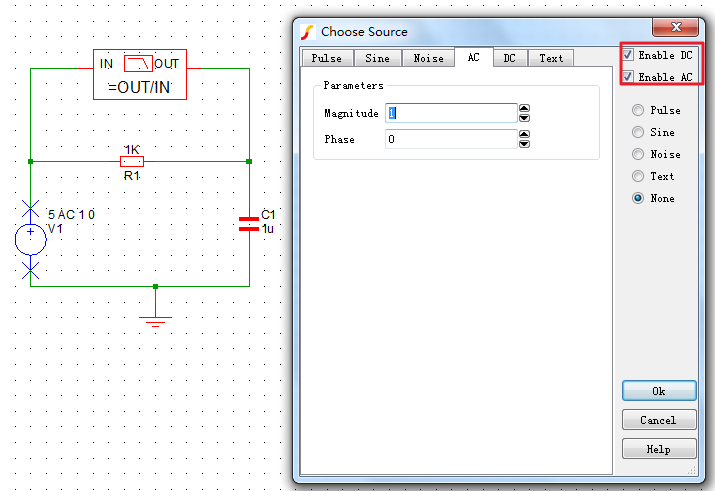 IN OUT
=OUT/IN
1K
R1
5 AC 1 0
V1
C1
1u
Choose Source
Pulse Sine Noise AC DC Text
Parameters
Magnitude 1
Phase 0
Enable DC
Enable AC
Pulse
Sine
Noise
Text
None
Ok
Cancel
Help